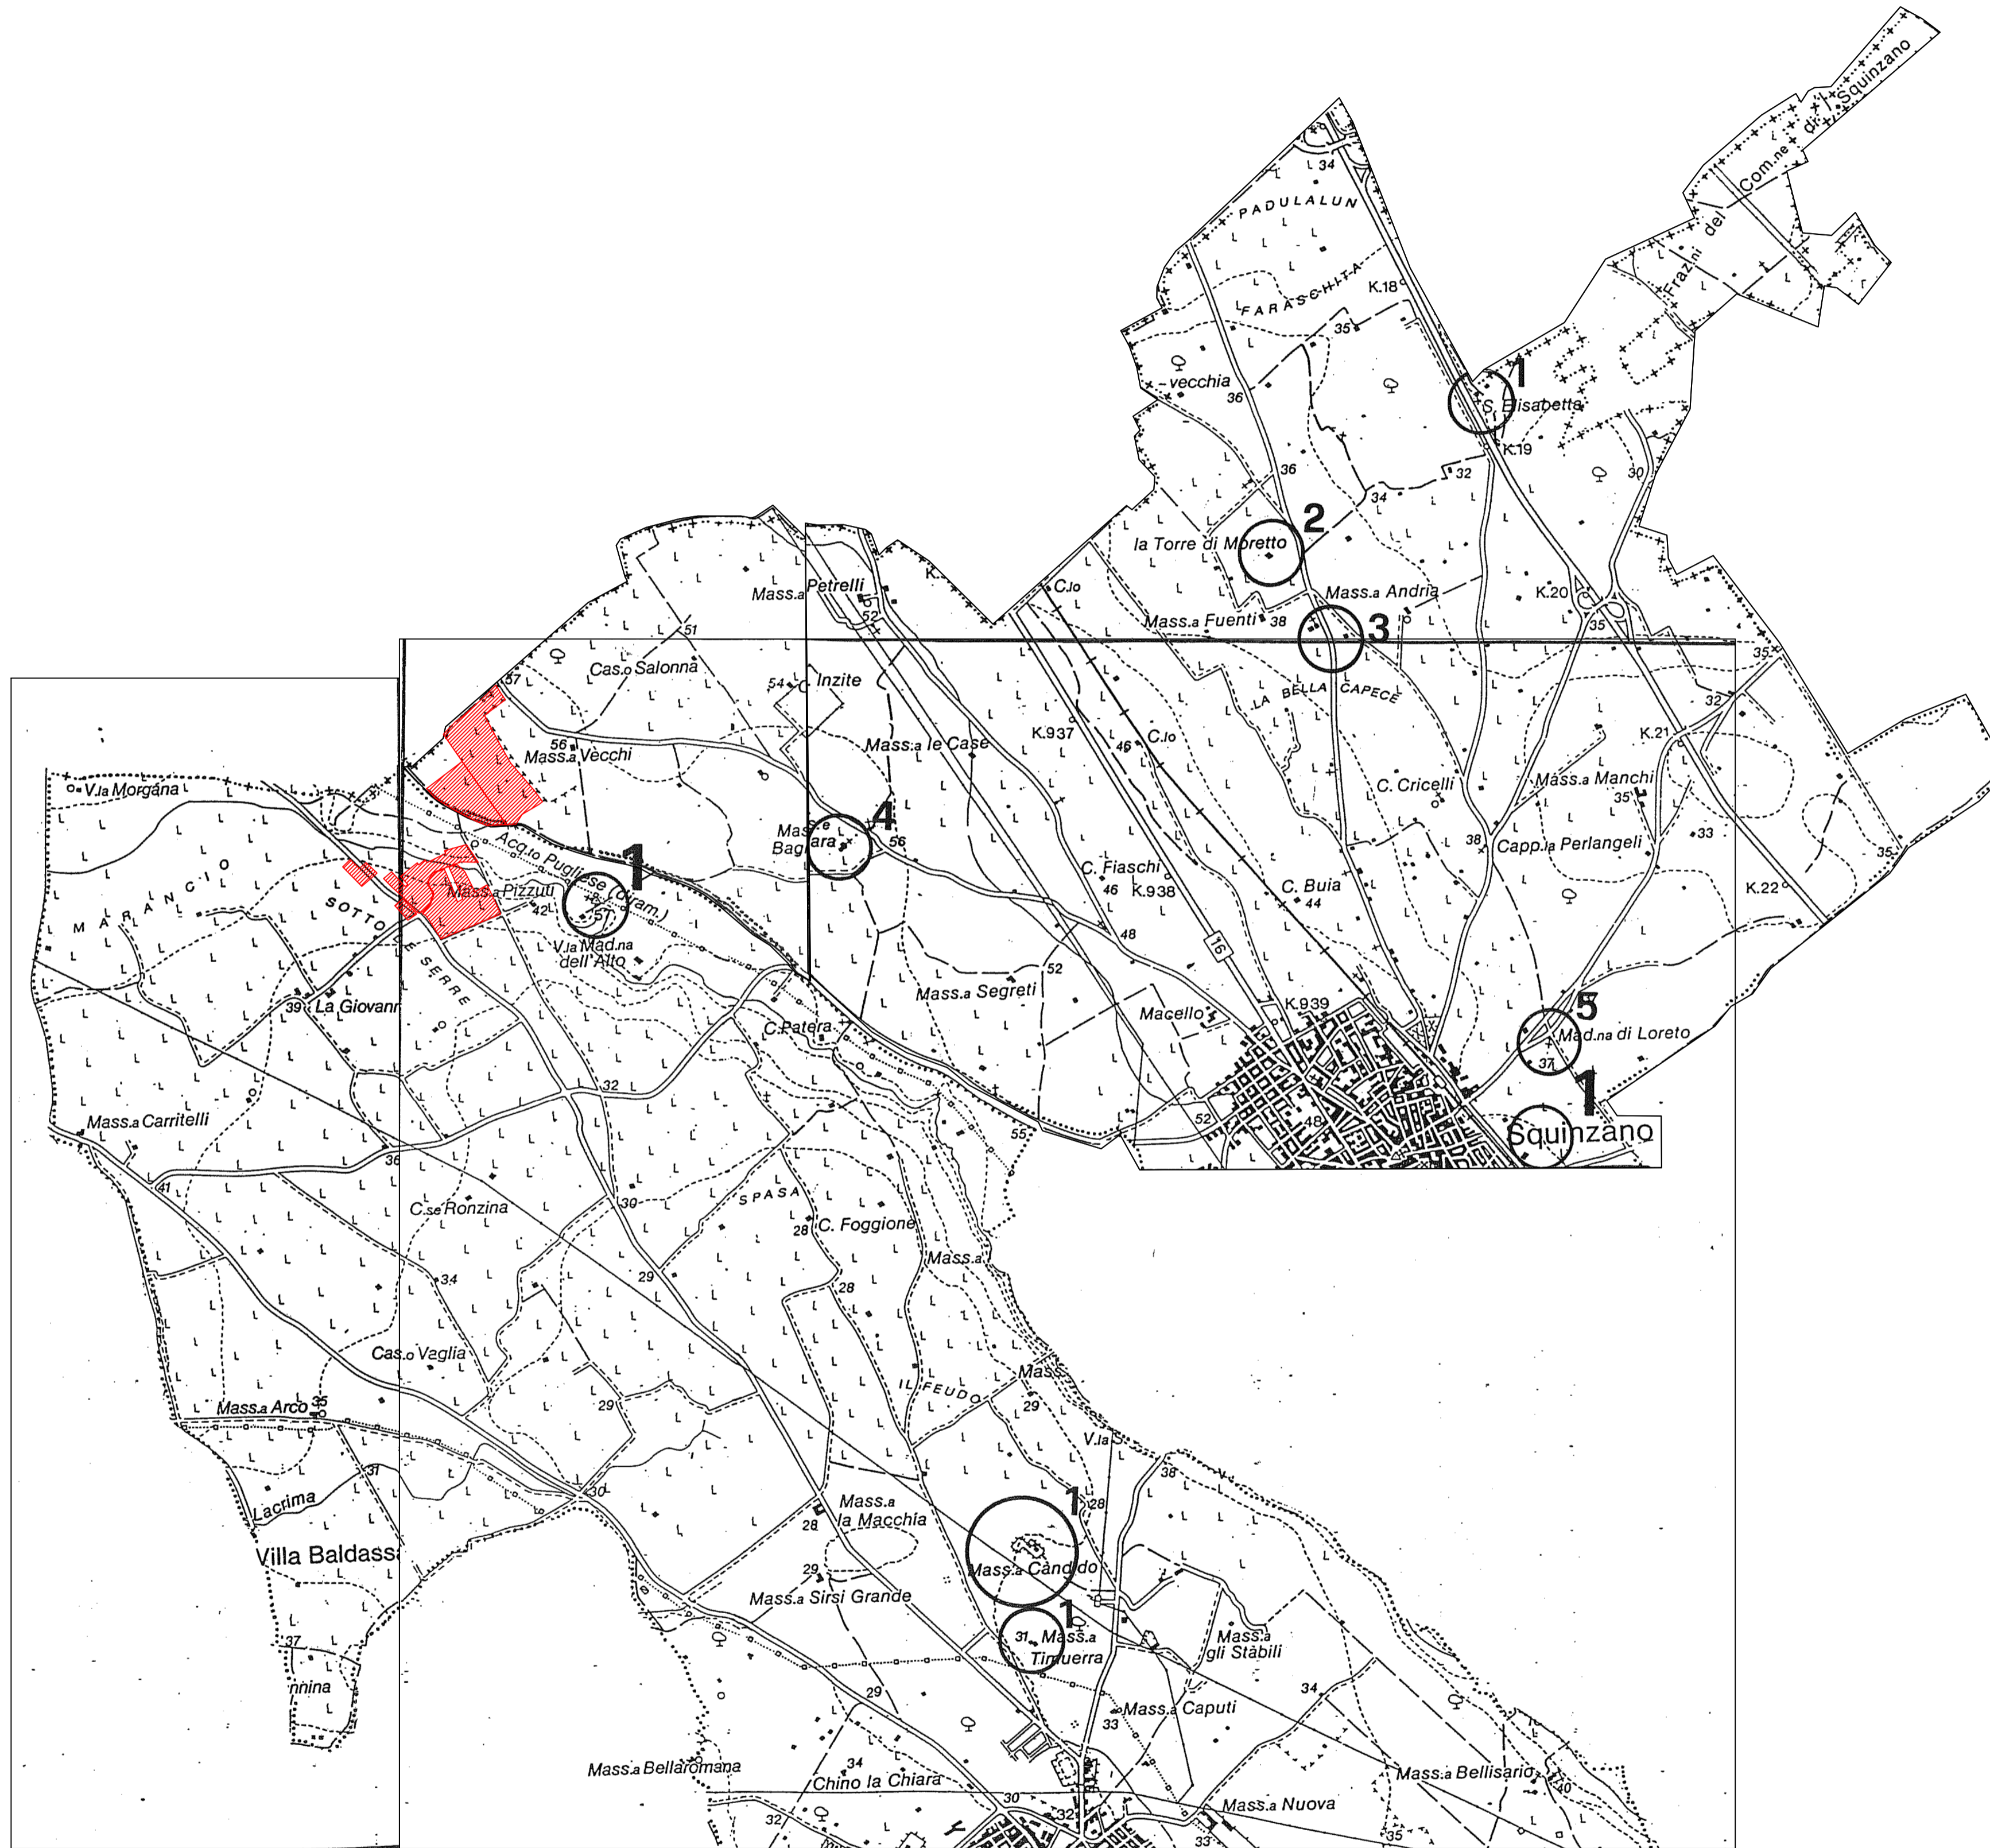 Com.ne di Squinzano
Frazni del
34
PADULALUN
FARASCHITA
K.18
35
1
S. Elisabetta
-vecchia
36
K.19
36
32
30
34
2
la Torre di Moretto
K.
Mass.a Petrelli
52
C.lo
Mass.a Andria
K.20
Mass.a Fuenti
38
3
35
51
35
Cas.o Salonna
57
54
C. Inzite
LA BELLA CAPECE
32
56
Mass.a Vecchi
Mass.a le Case
K.937
46
C.lo
K.21
V.la Morgana
C. Cricelli
Mass.a Manchi
35
4
Mas.e
Bagnara
56
38
Capp.la Perlangeli
33
35
Acq.io Pugliese (diram.)
1
C. Fiaschi
46
K.938
C. Buia
44
K.22
MARANCIO
SOTTO LE SERRE
Mass.a Pizzuti
42
57
V.la Mad.na
dell'Alto
48
16
52
Mass.a Segreti
39
La Giovann
Macello
K.939
5
Mad.na di Loreto
37
C. Patera
1
32
Mass.a Carritelli
52
48
Squinzano
55
36
41
C.se Ronzina
30
SPASA
28
C. Foggione
Mass.a
34
29
28
Cas.o Vaglia
Mass.
Mass.a Arco
35
29
IL FEUDO
29
V.la S.
31
38
Lacrima
30
28
Mass.a
la Macchia
1
28
Villa Baldassa
29
Mass.a Càndido
Mass.a Sirsi Grande
1
31
Mass.a
Timuerra
Mass.a
gli Stàbili
37
nnina
29
34
Mass.a Caputi
33
Mass.a Bellaromana
34
Chino la Chiara
Mass.a Bellisario
40
30
32
32
Mass.a Nuova
33
35